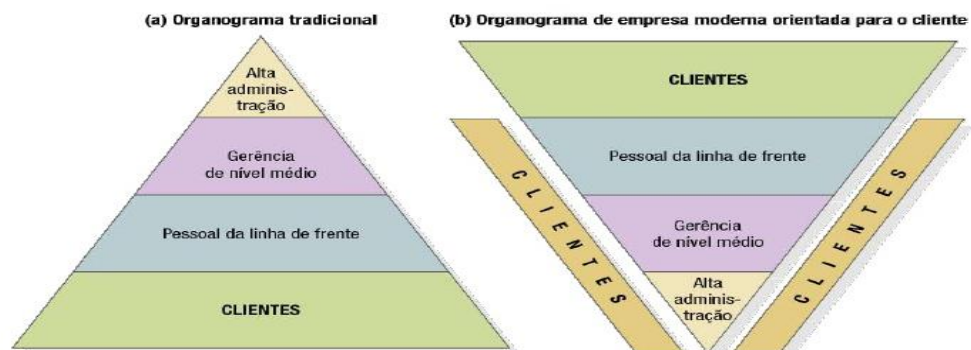 (a) Organograma tradicional
Alta
adminis-
tração
Gerência
de nível médio
Pessoal da linha de frente
CLIENTES
(b) Organograma de empresa moderna orientada para o cliente
CLIENTES
Pessoal da linha de frente
Gerência
de nível médio
Alta
adminis-
tração
CLIENTES
CLIENTES